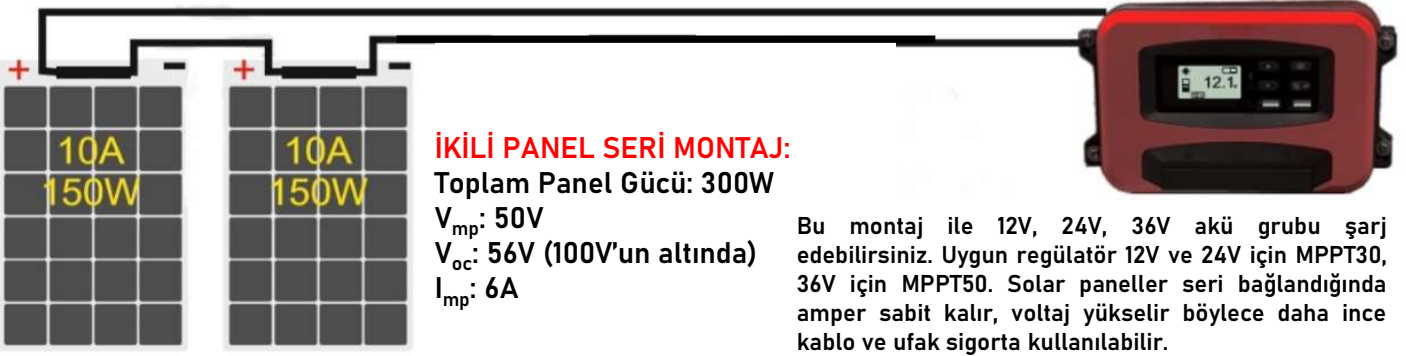 + - + -
12.1
10A 10A
150W 150W
İKİLİ PANEL SERİ MONTAJ:
Toplam Panel Gücü: 300W
Vmp: 50V
Voc: 56V (100V'un altında)
Imp: 6A
Bu montaj ile 12V, 24V, 36V akü grubu şarj
edebilirsiniz. Uygun regülatör 12V ve 24V için MPPT30,
36V için MPPT50. Solar paneller seri bağlandığında
amper sabit kalır, voltaj yükselir böylece daha ince
kablo ve ufak sigorta kullanılabilir.